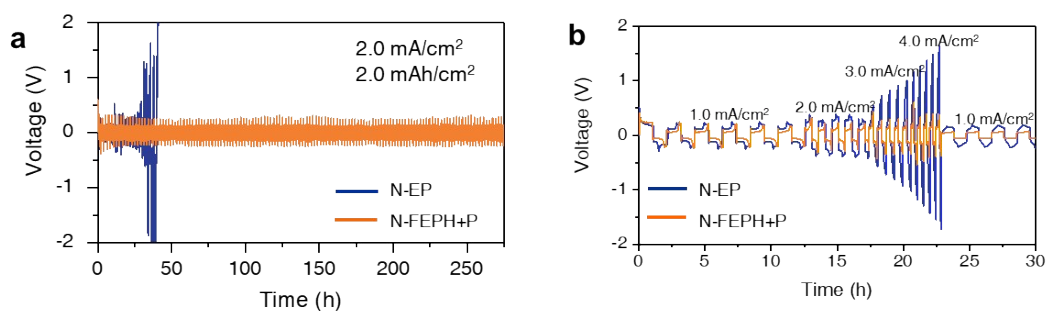 a
2.0 mA/cm²
2.0 mAh/cm²
Voltage (V)
2
1
0
-1
-2
N-EP
N-FEPH+P
0 50 100 150 200 250
Time (h)
b
4.0 mA/cm²
3.0 mA/cm²
1.0 mA/cm²
2.0 mA/cm²
1.0 mA/cm²
Voltage (V)
2
1
0
-1
-2
N-EP
N-FEPH+P
0 5 10 15 20 25 30
Time (h)